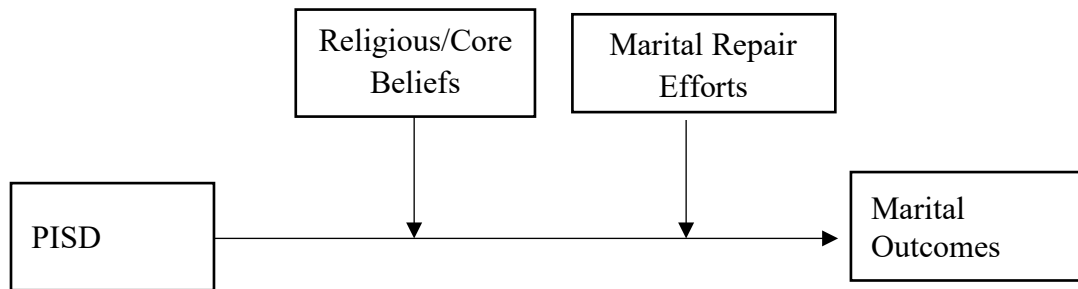 Religious/Core
Beliefs
Marital Repair
Efforts
PISD
Marital
Outcomes